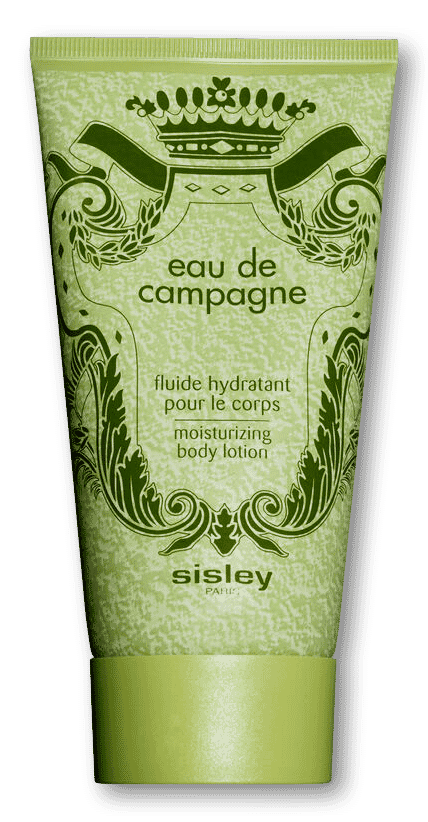 eau de
campagne
fluide hydratant
pour le corps
moisturizing
body lotion
sisley
PARIS